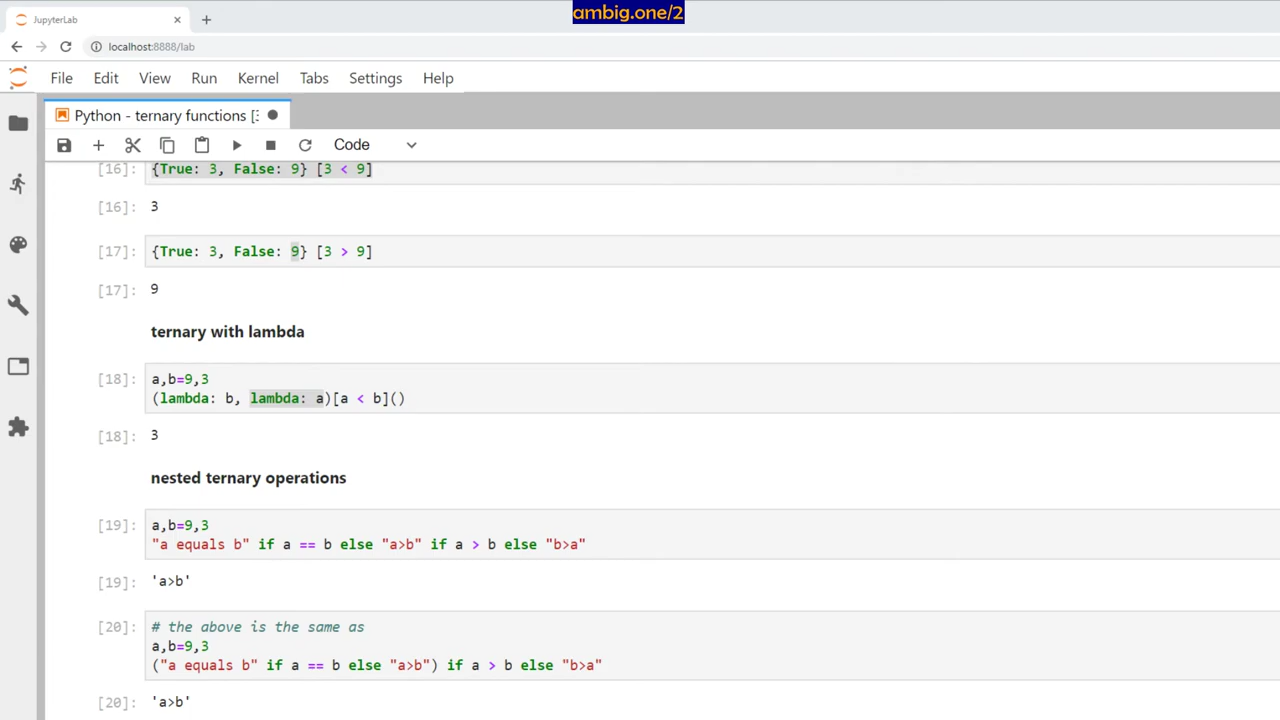 ambig.one/2
JupyterLab
localhost:8888/lab
File Edit View Run Kernel Tabs Settings Help
Python - ternary functions [
Code
[16]: {True: 3, False: 9} [3 < 9]
[16]: 3
[17]: {True: 3, False: 9} [3 > 9]
[17]: 9
ternary with lambda
[18]: a,b=9,3
(lambda: b, lambda: a)[a < b]()
[18]: 3
nested ternary operations
[19]: a,b=9,3
"a equals b" if a == b else "a>b" if a > b else "b>a"
[19]: 'a>b'
[20]: # the above is the same as
a,b=9,3
("a equals b" if a == b else "a>b") if a > b else "b>a"
[20]: 'a>b'